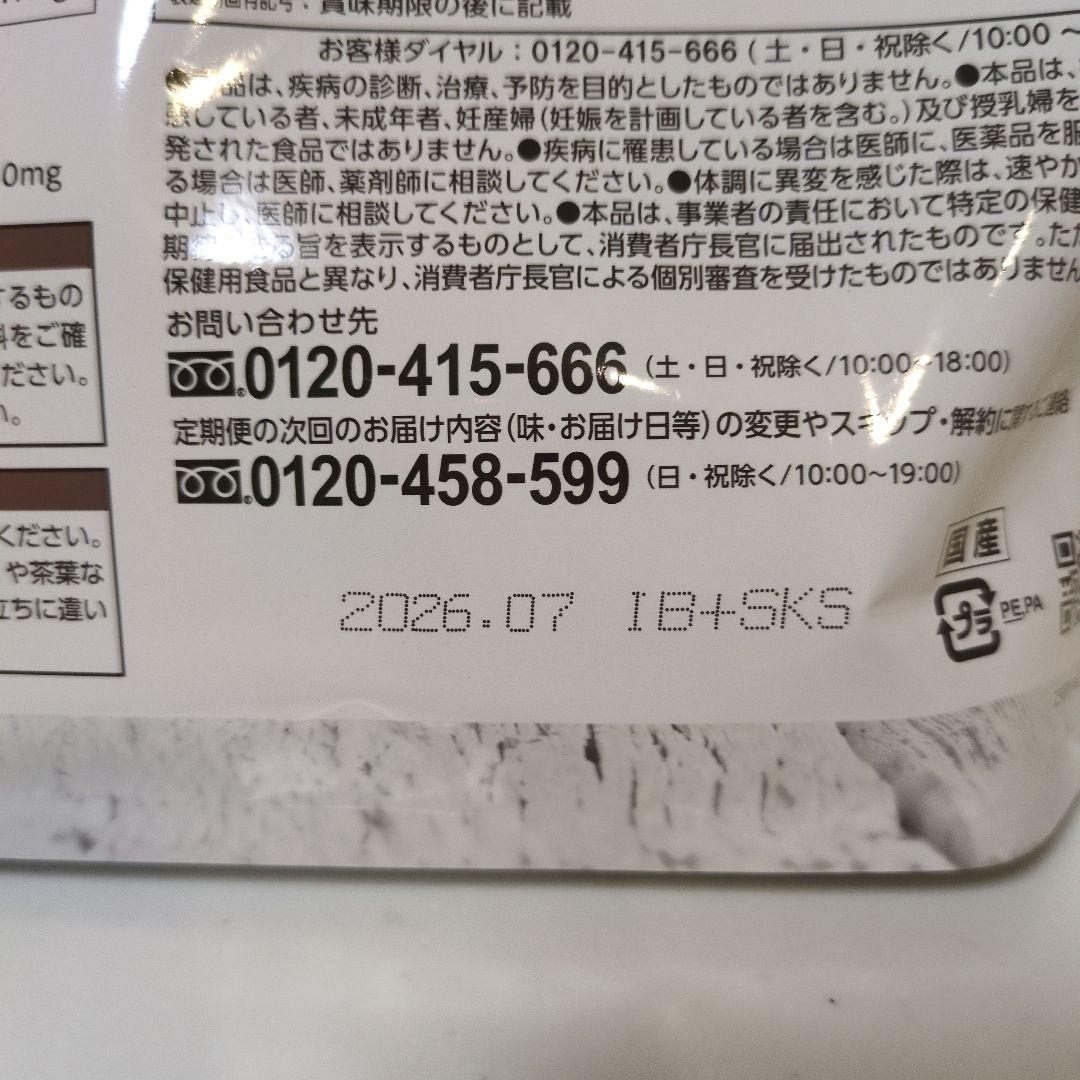 賞味期限の後に記載
お客様ダイヤル：0120-415-666（土・日・祝除く/10:00～
品は、疾病の診断、治療、予防を目的としたものではありません。●本品は、
している者、未成年者、妊産婦（妊娠を計画している者を含む。）及び授乳婦を
発された食品ではありません。●疾病に罹患している場合は医師に、医薬品を服
る場合は医師、薬剤師に相談してください。●体調に異変を感じた際は、速やか
中止し、医師に相談してください。●本品は、事業者の責任において特定の保健
期 る旨を表示するものとして、消費者庁長官に届出されたものです。ただ
保健用食品と異なり、消費者庁長官による個別審査を受けたものではありません
お問い合わせ先
0120-415-666（土・日・祝除く/10:00～18:00）
定期便の次回のお届け内容（味・お届け日等）の変更やスキップ・解約に関するご連絡
0120-458-599（日・祝除く/10:00～19:00）
2026.07 IB+SKS
国産
プラ
PE,PA
0mg
するもの
料をご確
ださい。
い。
ください。
や茶葉な
立ちに違い